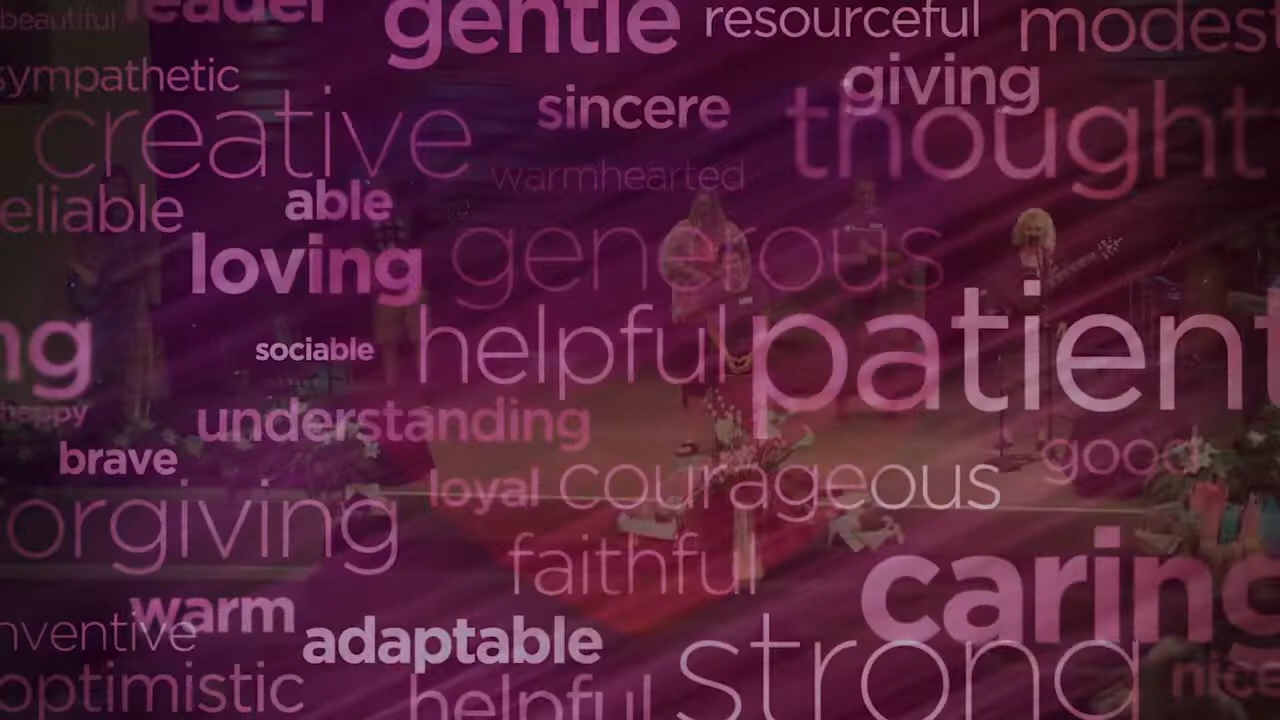 beautiful leader gentle resourceful modest
sympathetic giving
creative sincere thought
warmhearted
eliable able
loving generous
ng sociable helpful patient
happy understanding
brave good
loyal courageous
orgiving
faithful
caring
warm
nventive adaptable strong
optimistic helpful nice